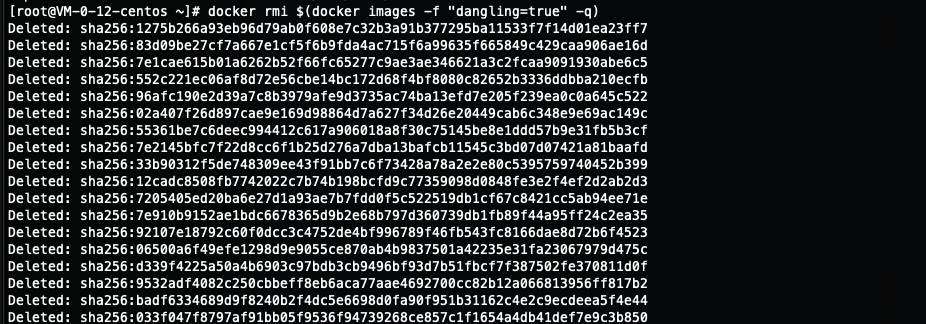 [root@VM-0-12-centos ~]# docker rmi $(docker images -f "dangling=true" -q)
Deleted: sha256:1275b266a93eb96d79ab0f608e7c32b3a91b377295ba11533f7f14d01ea23ff7
Deleted: sha256:83d09be27cf7a667e1cf5f6b9fda4ac715f6a99635f665849c429caa906ae16d
Deleted: sha256:7e1cae615b01a6262b52f66fc65277c9ae3ae346621a3c2fcaa9091930abe6c5
Deleted: sha256:552c221ec06af8d72e56cbe14bc172d68f4bf8080c82652b3336ddbba210ecfb
Deleted: sha256:96afc190e2d39a7c8b3979afe9d3735ac74ba13efd7e205f239ea0c0a645c522
Deleted: sha256:02a407f26d897cae9e169d98864d7a627f34d26e20449cab6c348e9e69ac149c
Deleted: sha256:55361be7c6deec994412c617a906018a8f30c75145be8e1ddd57b9e31fb5b3cf
Deleted: sha256:7e2145bfc7f22d8cc6f1b25d276a7dba13bafcb11545c3bd07d07421a81baafd
Deleted: sha256:33b90312f5de748309ee43f91bb7c6f73428a78a2e2e80c5395759740452b399
Deleted: sha256:12cadc8508fb7742022c7b74b198bcfd9c77359098d0848fe3e2f4ef2d2ab2d3
Deleted: sha256:7205405ed20ba6e27d1a93ae7b7fdd0f5c522519db1cf67c8421cc5ab94ee71e
Deleted: sha256:7e910b9152ae1bdc6678365d9b2e68b797d360739db1fb89f44a95ff24c2ea35
Deleted: sha256:92107e18792c60f0dcc3c4752de4bf996789f46fb543fc8166dae8d72b6f4523
Deleted: sha256:06500a6f49efe1298d9e9055ce870ab4b9837501a42235e31fa23067979d475c
Deleted: sha256:d339f4225a50a4b6903c97bdb3cb9496bf93d7b51fbcf7f387502fe370811d0f
Deleted: sha256:9532adf4082c250cbbeff8eb6aca77aae4692700cc82b12a066813956ff817b2
Deleted: sha256:badf6334689d9f8240b2f4dc5e6698d0fa90f951b31162c4e2c9ecdeea5f4e44
Deleted: sha256:033f047f8797af91bb05f9536f94739268ce857c1f1654a4db41def7e9c3b850